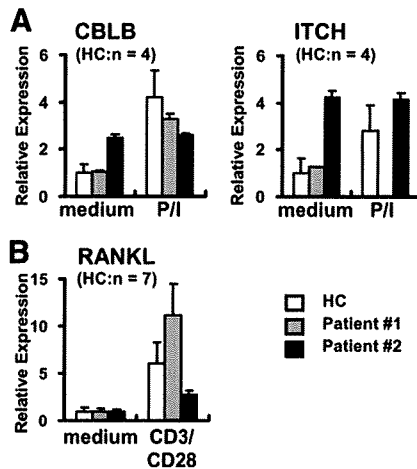 A
CBLB
(HC:n = 4)
Relative Expression
6
4
2
0
medium
P/I
ITCH
(HC:n = 4)
Relative Expression
6
4
2
0
medium
P/I
B
RANKL
(HC:n = 7)
Relative Expression
15
10
5
0
medium
CD3/
CD28
HC
Patient #1
Patient #2